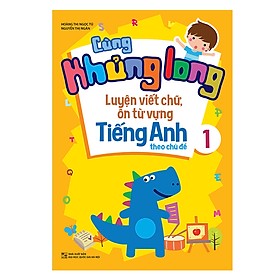 HOÀNG THỊ NGỌC TÚ
NGUYỄN THỊ NGÂN
Cùng
Khủng long
Luyện viết chữ,
ôn từ vựng
Tiếng Anh
theo chủ đề
1